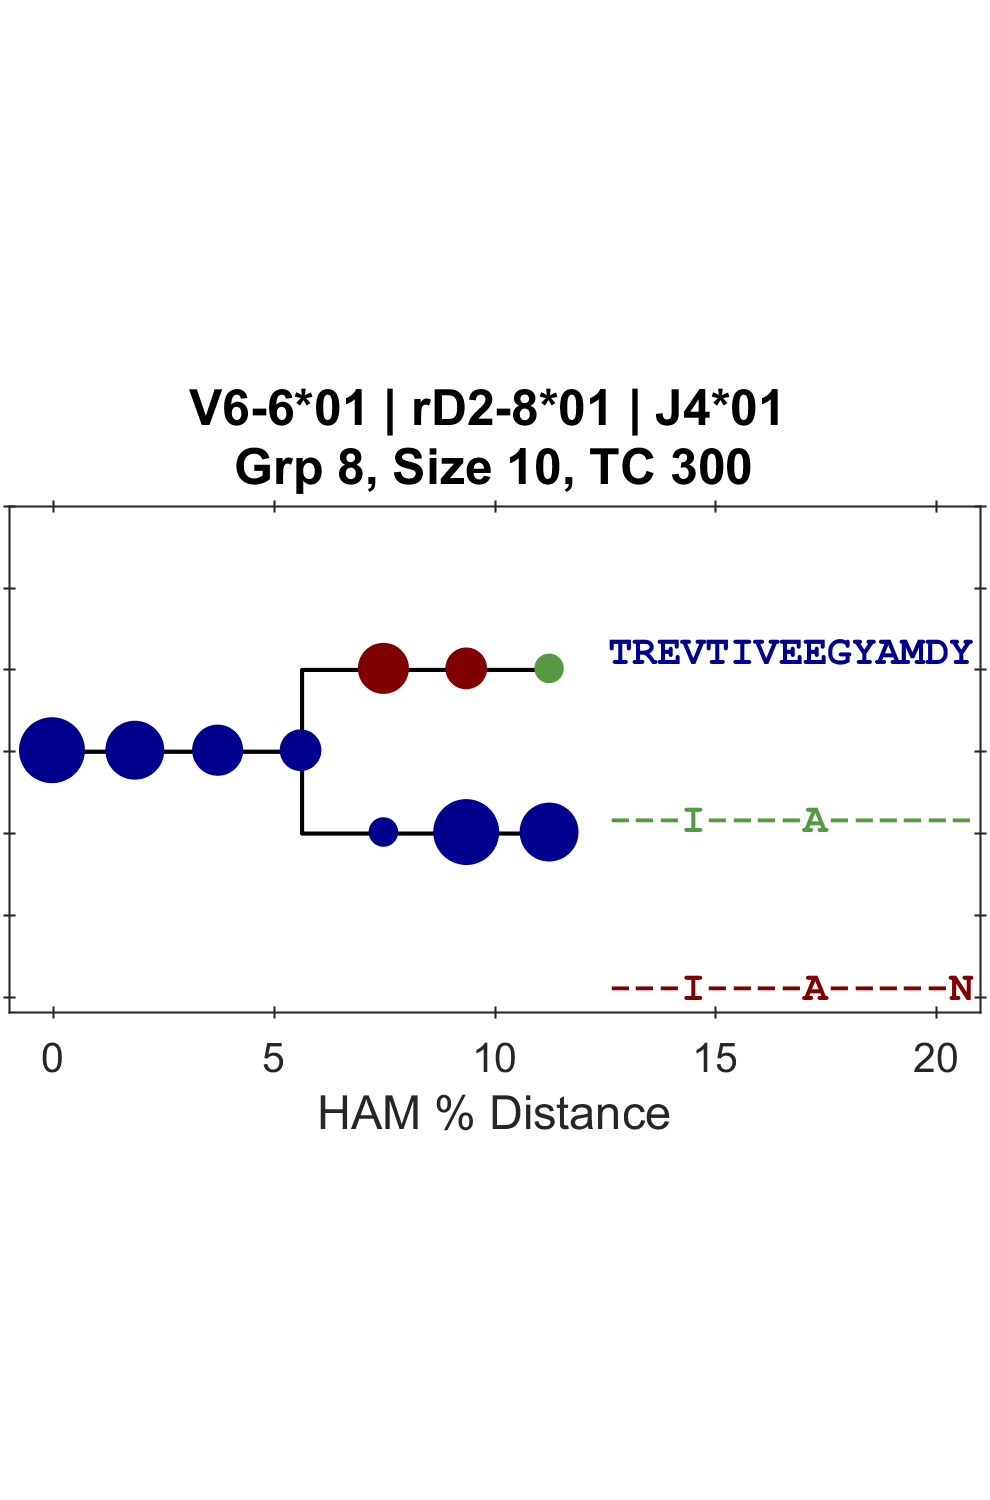 V6-6*01 | rD2-8*01 | J4*01
Grp 8, Size 10, TC 300
TREVTIVEEGYAMDY
---I----A------
---I----A-----N
0 5 10 15 20
HAM % Distance